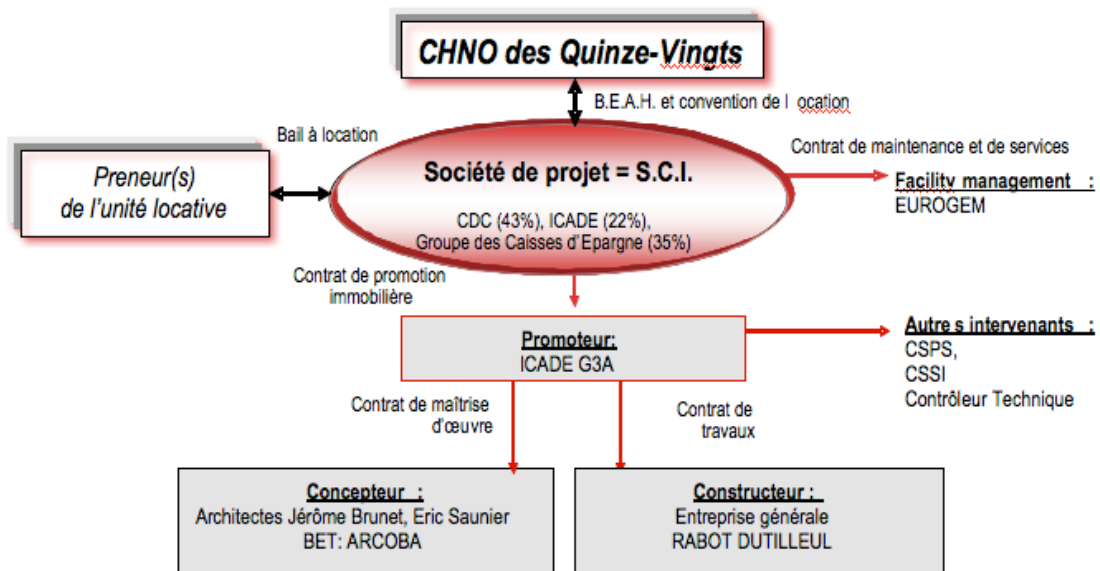 CHNO des Quinze-Vingts
B.E.A.H. et convention de l ocation
Bail à location
Contrat de maintenance et de services
Preneur(s)
de l'unité locative
Société de projet = S.C.I.
CDC (43%), ICADE (22%),
Groupe des Caisses d'Epargne (35%)
Facility management :
EUROGEM
Contrat de promotion
immobilière
Promoteur:
ICADE G3A
Autre s intervenants :
CSPS,
CSSI
Contrôleur Technique
Contrat de maîtrise
d'œuvre
Contrat de
travaux
Concepteur :
Architectes Jérôme Brunet, Eric Saunier
BET: ARCOBA
Constructeur :
Entreprise générale
RABOT DUTILLEUL